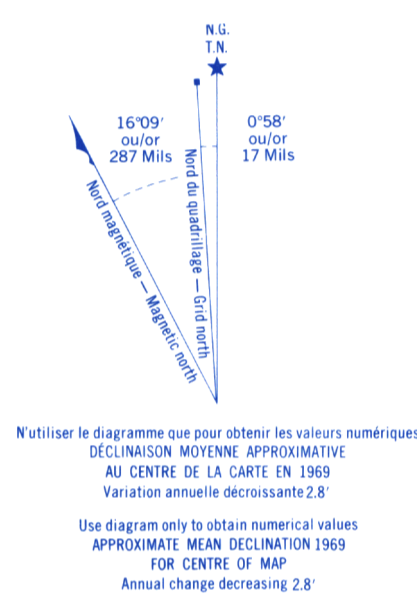 N.G.
T.N.
16°09′
ou/or
287 Mils
0°58′
ou/or
17 Mils
Nord magnétique — Magnetic north
Nord du quadrillage — Grid north
N'utiliser le diagramme que pour obtenir les valeurs numériques
DÉCLINAISON MOYENNE APPROXIMATIVE
AU CENTRE DE LA CARTE EN 1969
Variation annuelle décroissante 2.8′
Use diagram only to obtain numerical values
APPROXIMATE MEAN DECLINATION 1969
FOR CENTRE OF MAP
Annual change decreasing 2.8′